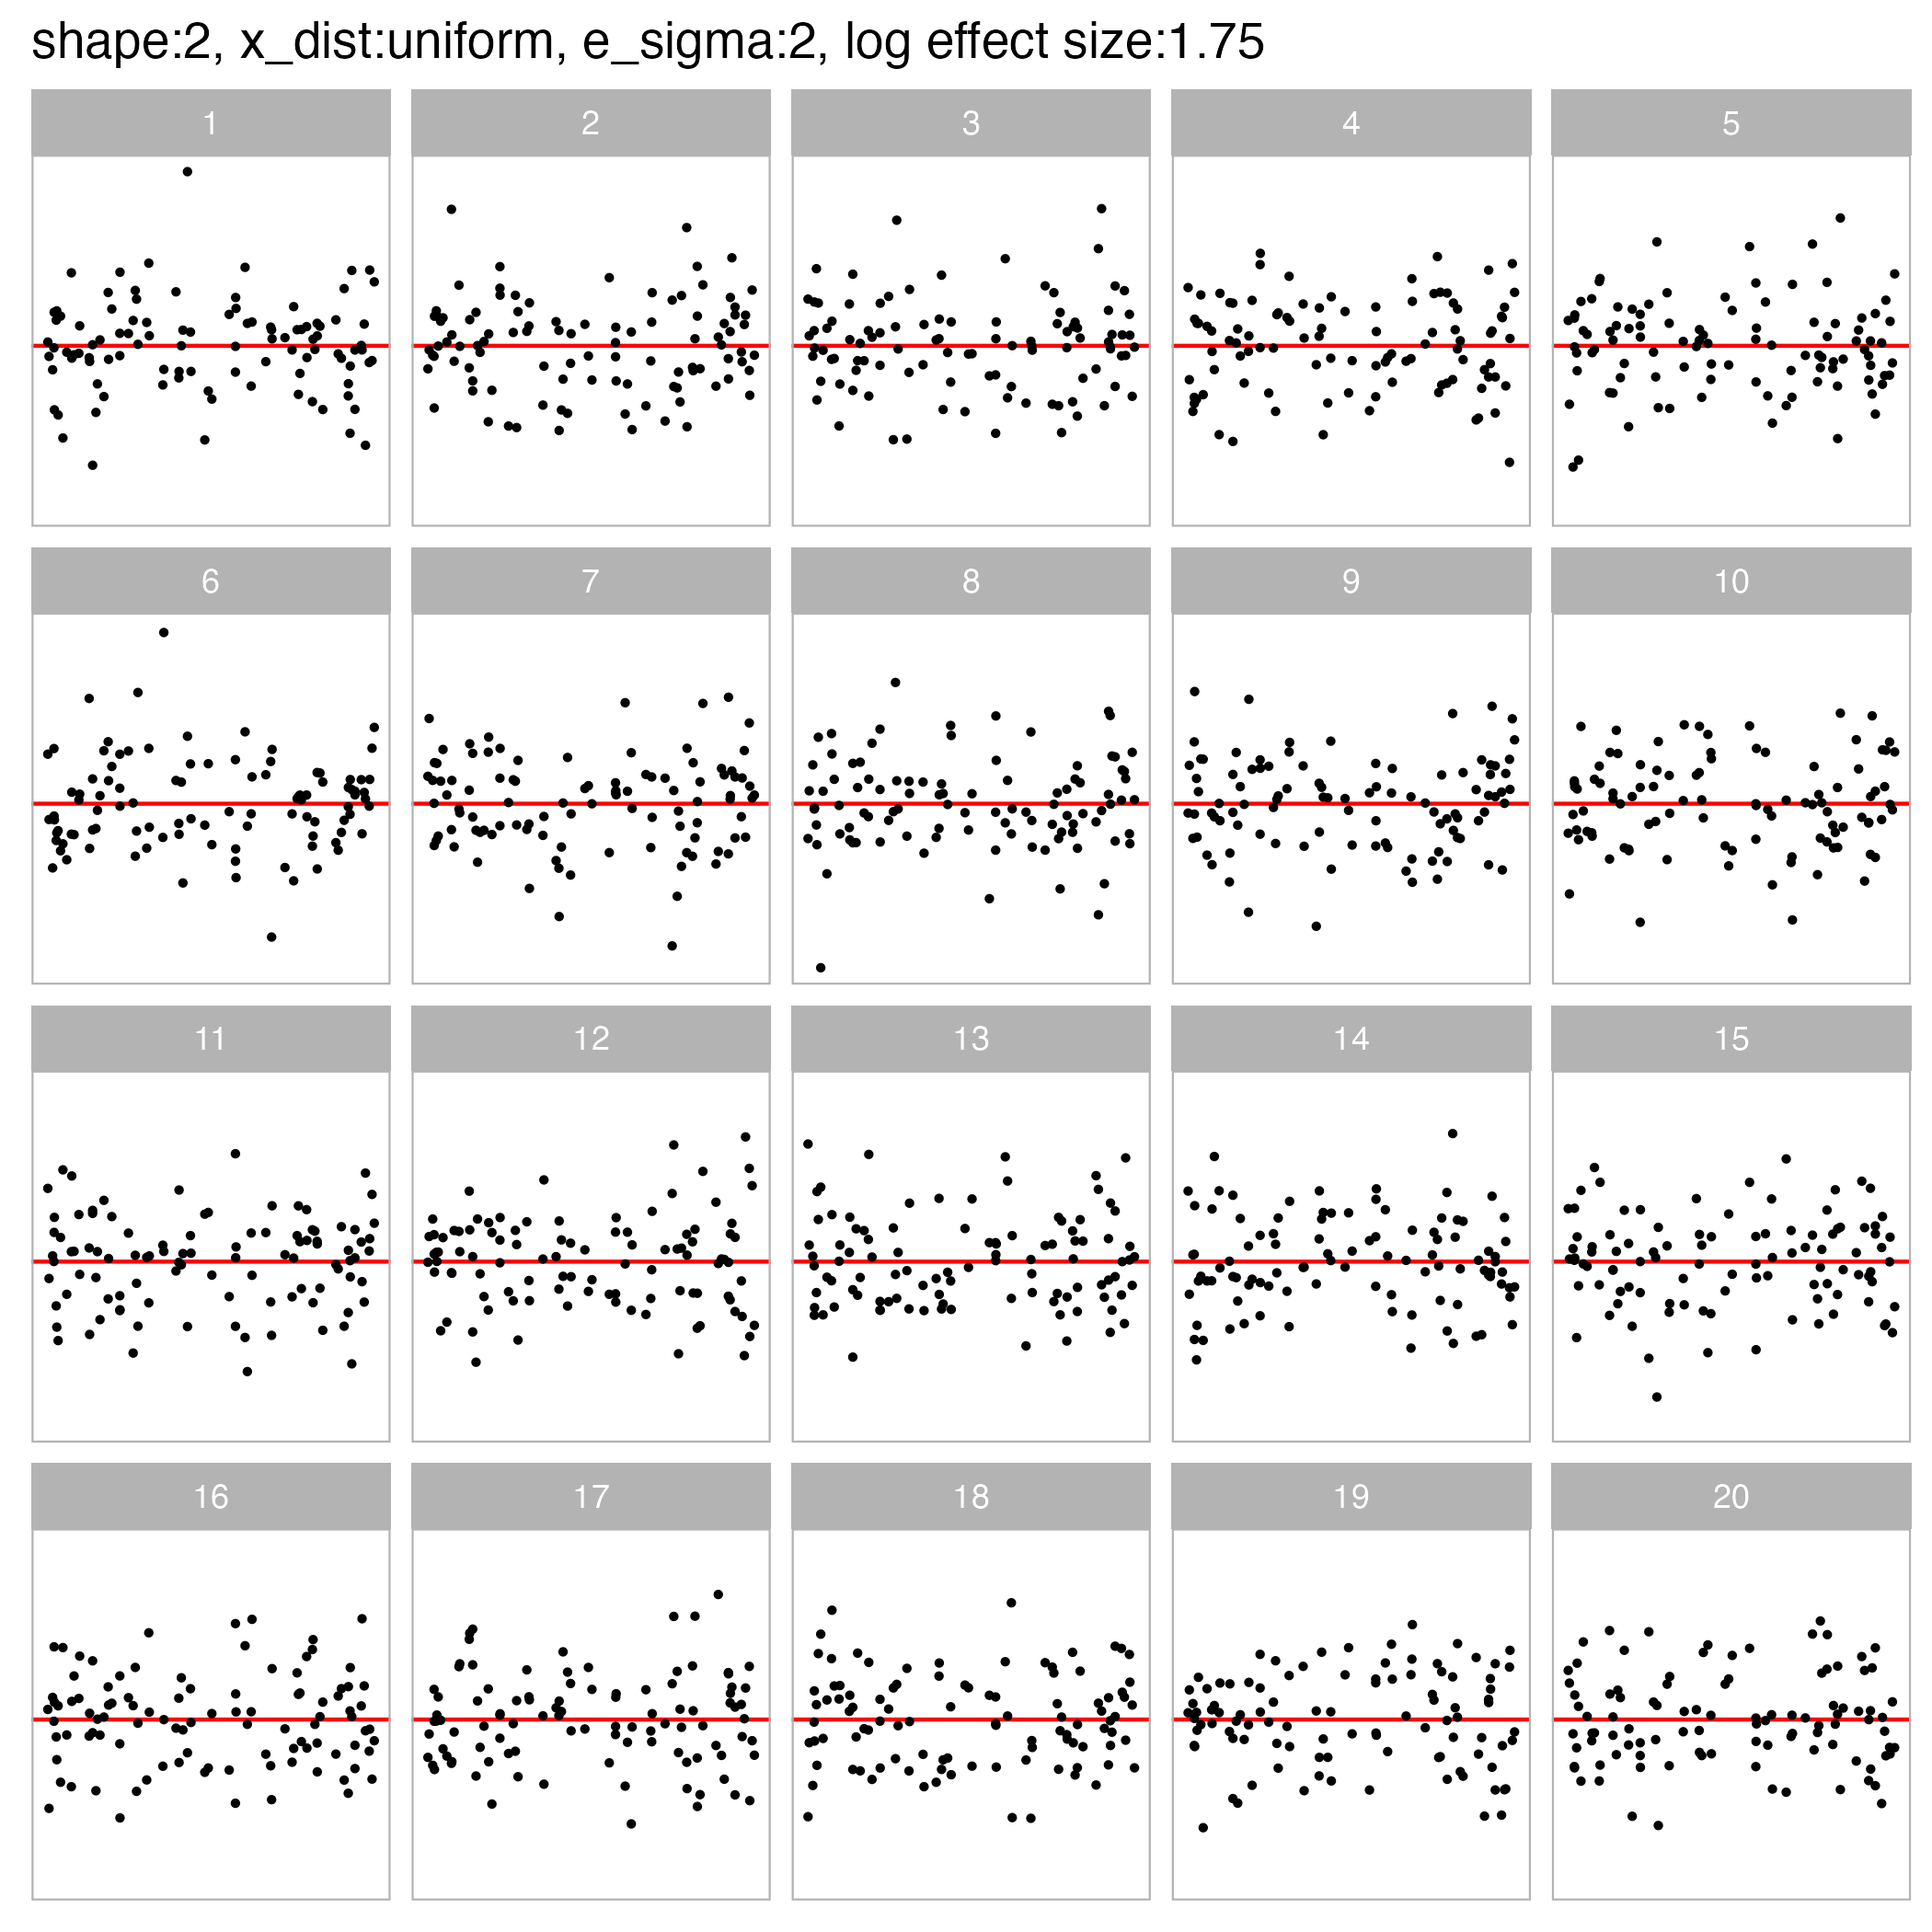 shape:2, x_dist:uniform, e_sigma:2, log effect size:1.75
1 2 3 4 5
6 7 8 9 10
11 12 13 14 15
16 17 18 19 20